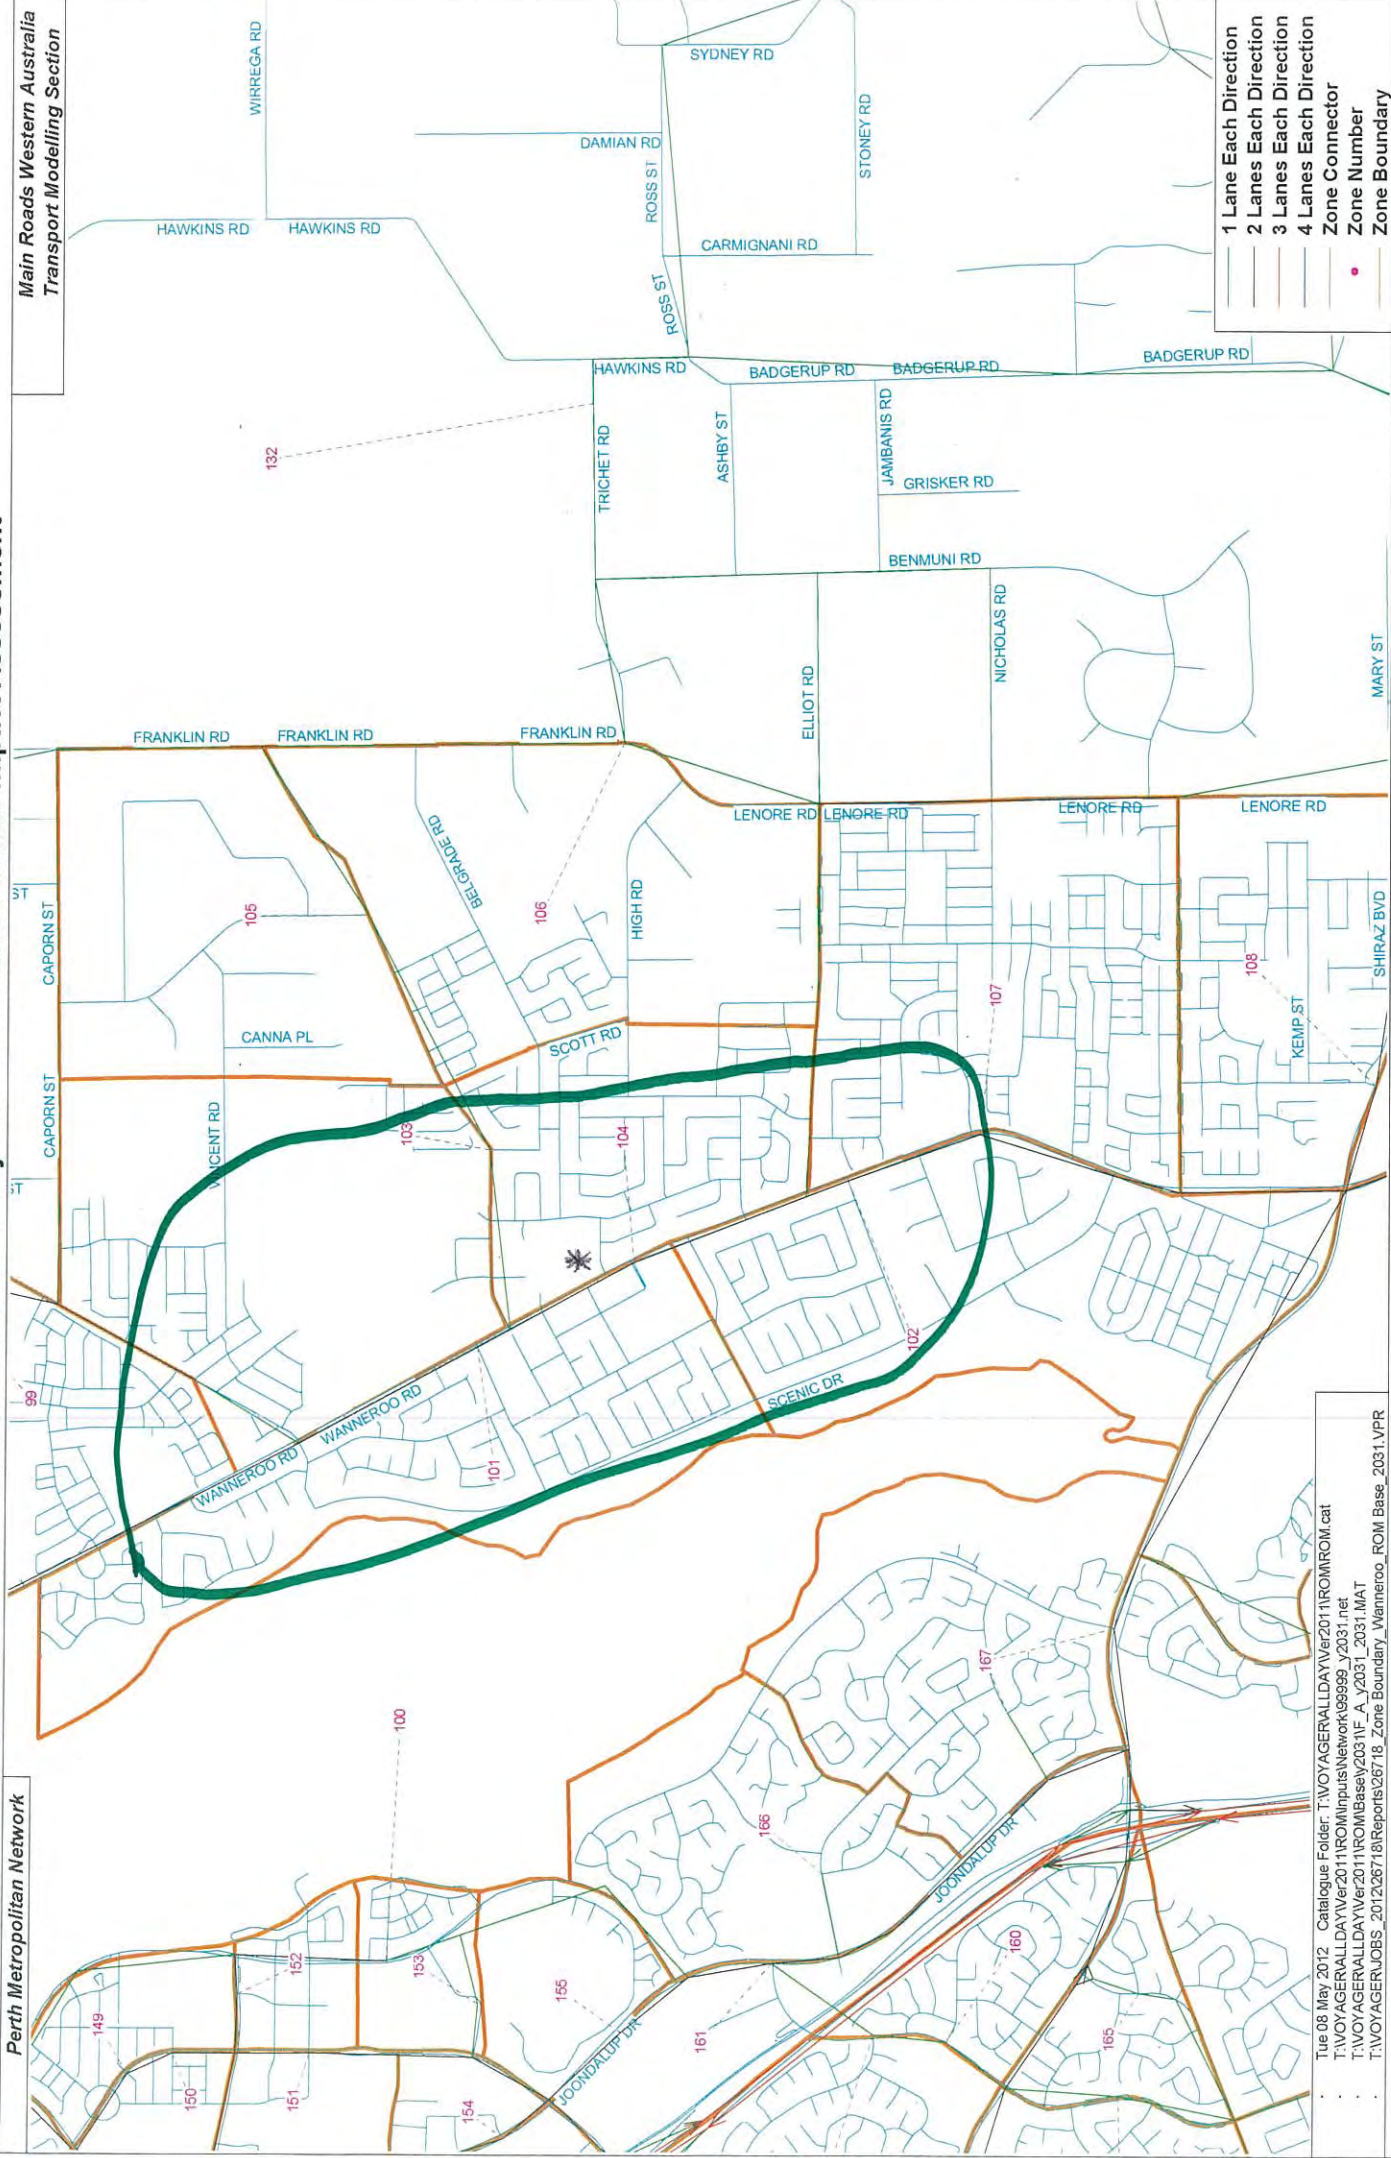 Perth Metropolitan Network
Main Roads Western Australia
Transport Modelling Section
WIRREGA RD
HAWKINS RD
HAWKINS RD
SYDNEY RD
DAMIAN RD
ROSS ST
STONEY RD
CARMIGNANI RD
ROSS ST
HAWKINS RD
BADGERUP RD
BADGERUP RD
BADGERUP RD
132
TRICHET RD
ASHBY ST
JAMBANIS RD
GRISKER RD
BENMUNI RD
NICHOLAS RD
ELLIOT RD
MARY ST
FRANKLIN RD
FRANKLIN RD
FRANKLIN RD
LENORE RD
LENORE RD
LENORE RD
LENORE RD
ST
CAPORN ST
105
BELGRADE RD
106
HIGH RD
107
108
SHIRAZ BVD
KEMP ST
CANNA PL
SCOTT RD
CAPORN ST
ST
103
104
99
WANNEROO RD
WANNEROO RD
101
SCENIC DR
102
100
167
166
JOONDALUP DR
149
152
153
155
160
150
151
154
JOONDALUP DR
161
165
1 Lane Each Direction
2 Lanes Each Direction
3 Lanes Each Direction
4 Lanes Each Direction
Zone Connector
Zone Number
Zone Boundary
Tue 08 May 2012 Catalogue Folder: T:\VOYAGER\ALLDAY\Ver2011\ROM\ROM.cat
T:\VOYAGER\ALLDAY\Ver2011\ROM\Inputs\Network\99999_y2031.net
T:\VOYAGER\ALLDAY\Ver2011\ROM\Base\y2031\F_A_y2031_2031.MAT
T:\VOYAGER\JOBS_2012\26718\Reports\26718_Zone Boundary_Wanneroo_ROM Base_2031.VPR